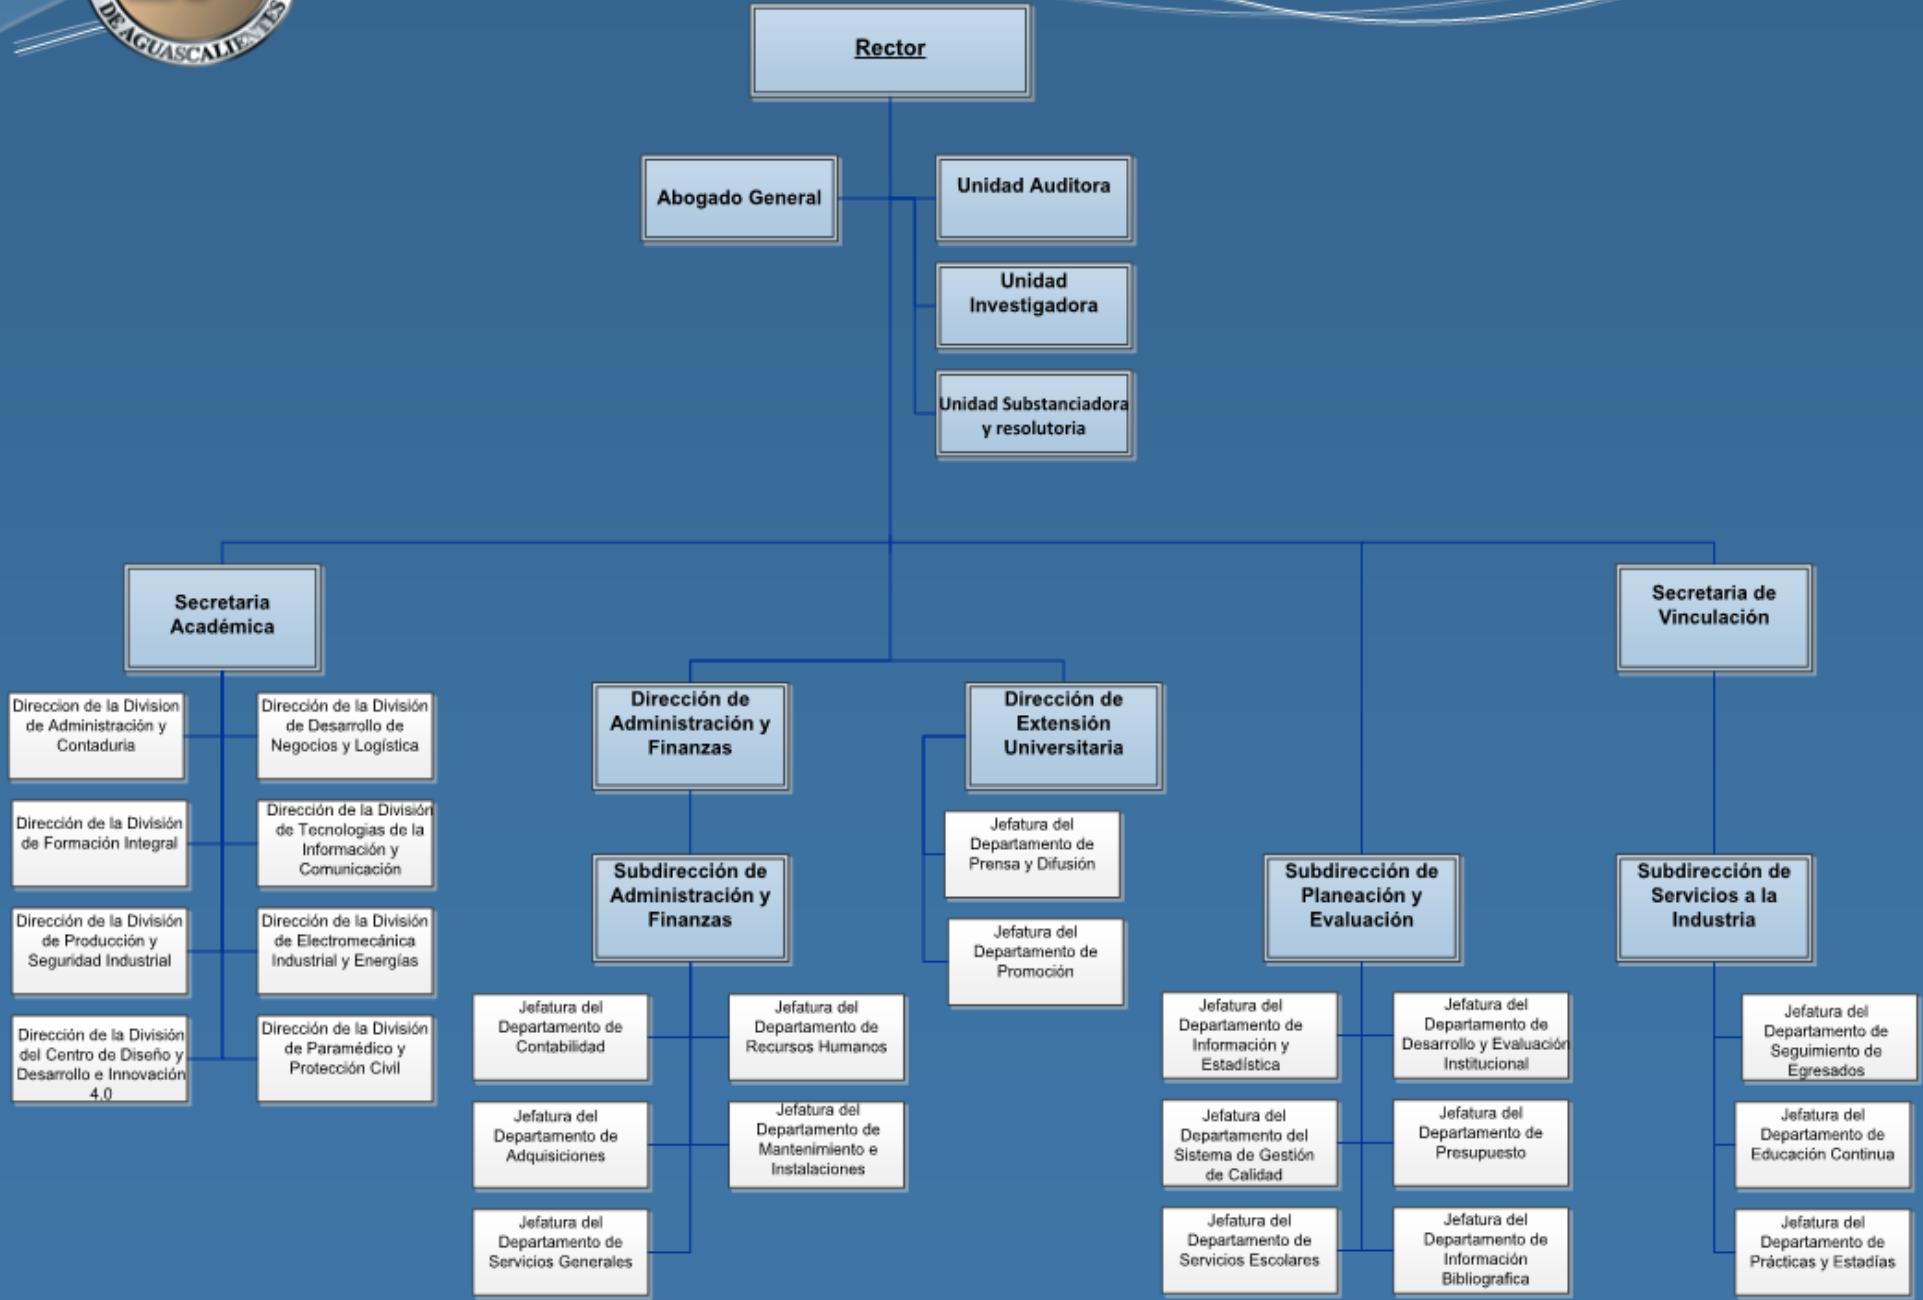 DE AGUASCALIENTES
Rector
Abogado General
Unidad Auditora
Unidad
Investigadora
Unidad Substanciadora
y resolutoria
Secretaria
Académica
Secretaria de
Vinculación
Direccion de la Division
de Administración y
Contaduria
Dirección de la División
de Desarrollo de
Negocios y Logística
Dirección de la División
de Formación Integral
Dirección de la División
de Tecnologias de la
Información y
Comunicación
Dirección de la División
de Producción y
Seguridad Industrial
Dirección de la División
de Electromecánica
Industrial y Energías
Dirección de la División
del Centro de Diseño y
Desarrollo e Innovación
4.0
Dirección de la División
de Paramédico y
Protección Civil
Dirección de
Administración y
Finanzas
Subdirección de
Administración y
Finanzas
Jefatura del
Departamento de
Contabilidad
Jefatura del
Departamento de
Recursos Humanos
Jefatura del
Departamento de
Adquisiciones
Jefatura del
Departamento de
Mantenimiento e
Instalaciones
Jefatura del
Departamento de
Servicios Generales
Dirección de
Extensión
Universitaria
Jefatura del
Departamento de
Prensa y Difusión
Jefatura del
Departamento de
Promoción
Subdirección de
Planeación y
Evaluación
Jefatura del
Departamento de
Información y
Estadística
Jefatura del
Departamento de
Desarrollo y Evaluación
Institucional
Jefatura del
Departamento del
Sistema de Gestión
de Calidad
Jefatura del
Departamento de
Presupuesto
Jefatura del
Departamento de
Servicios Escolares
Jefatura del
Departamento de
Información
Bibliografica
Subdirección de
Servicios a la
Industria
Jefatura del
Departamento de
Seguimiento de
Egresados
Jefatura del
Departamento de
Educación Continua
Jefatura del
Departamento de
Prácticas y Estadías